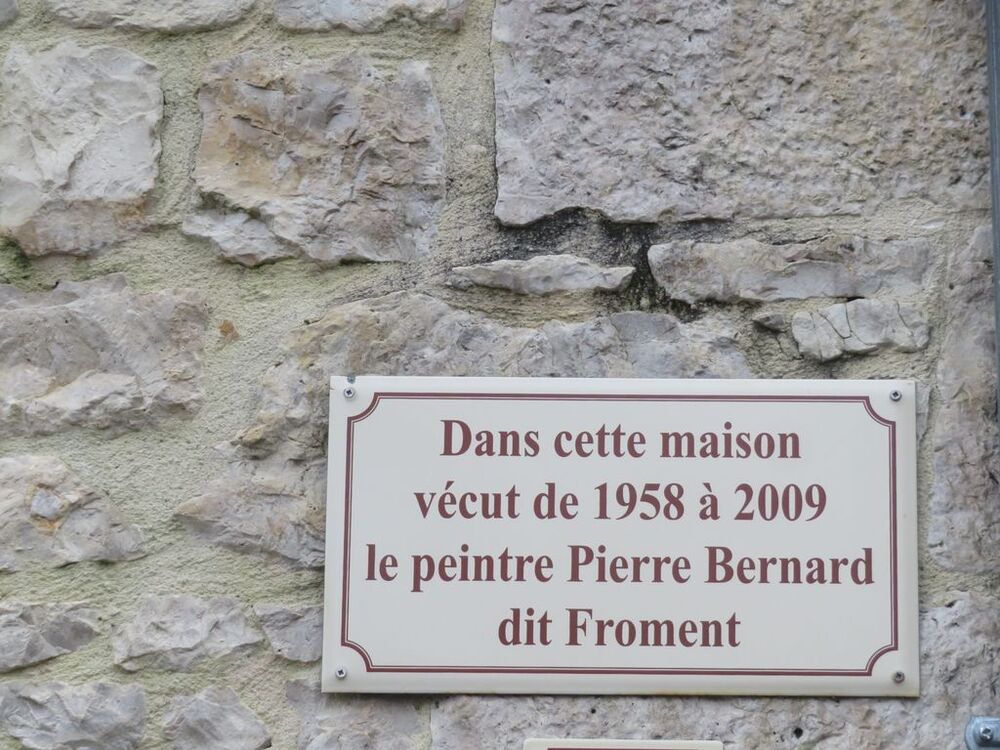 Dans cette maison
vécut de 1958 à 2009
le peintre Pierre Bernard
dit Froment